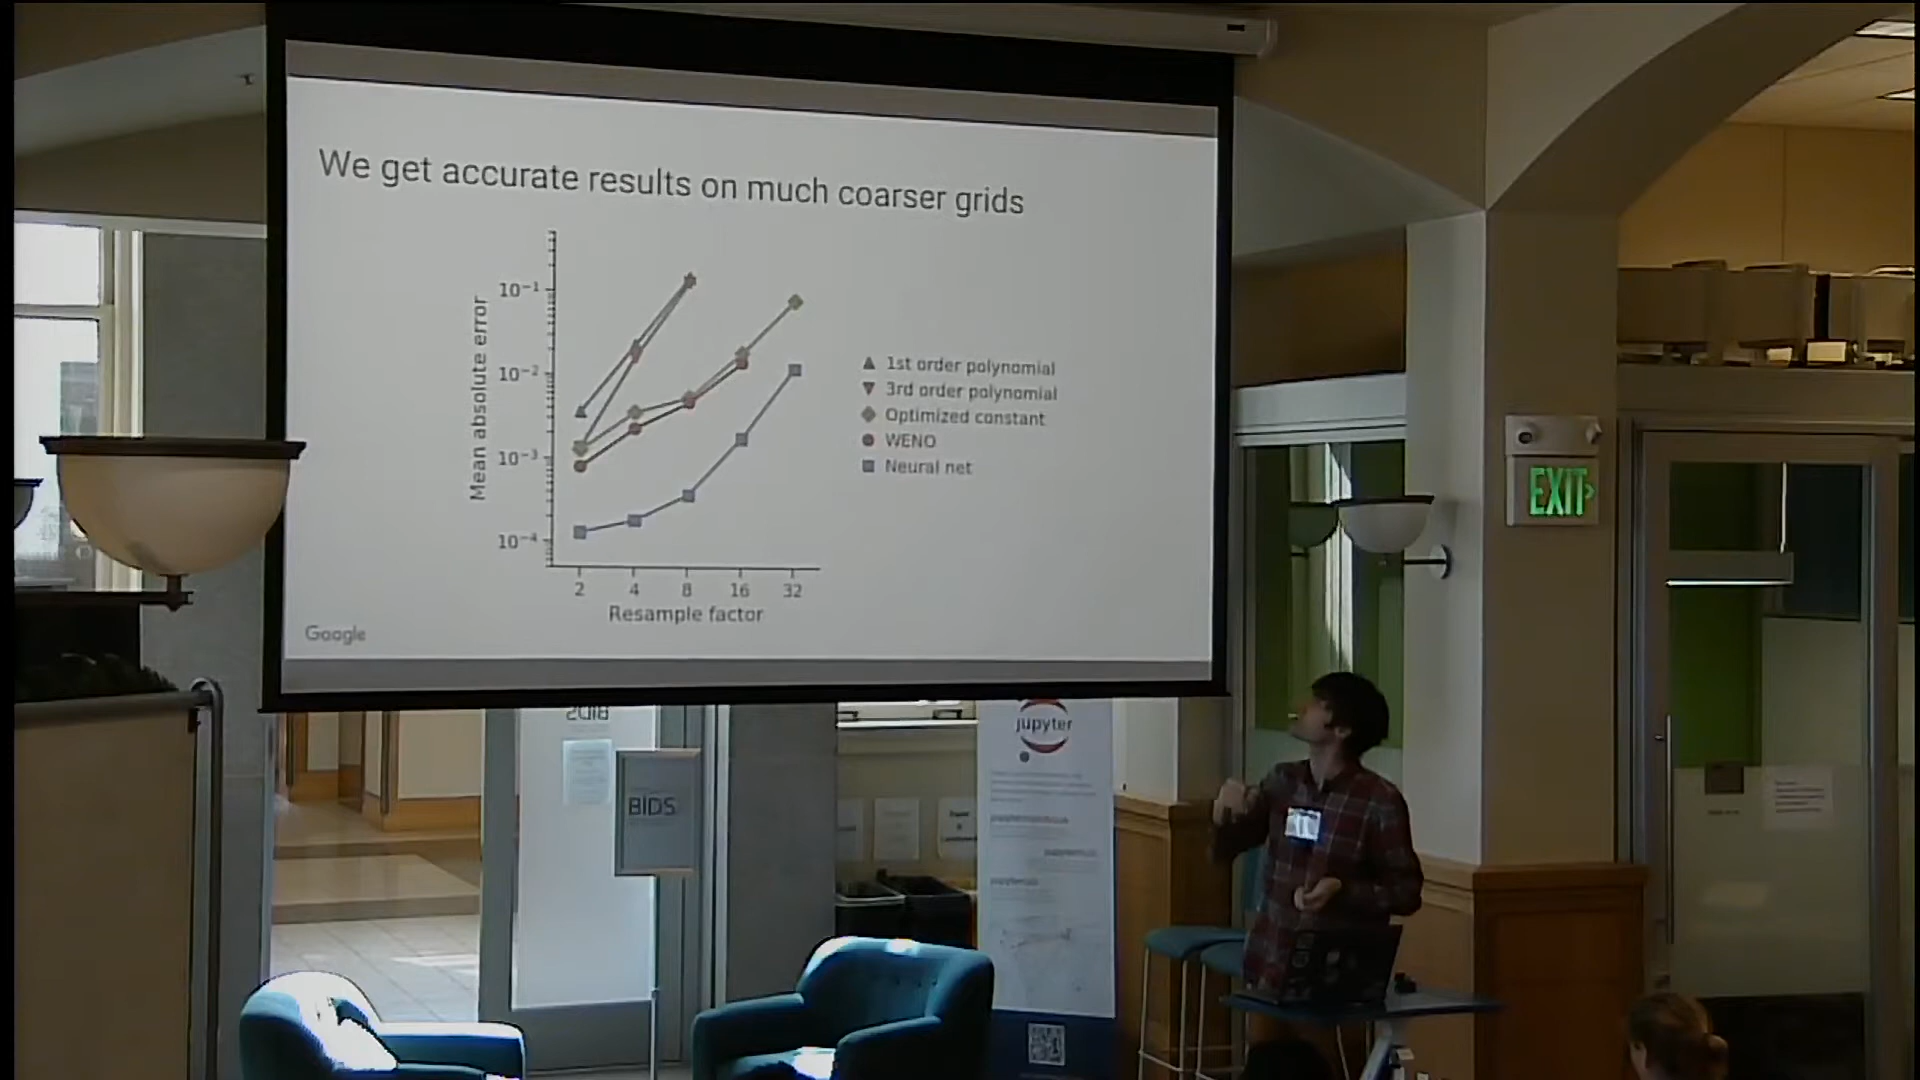 We get accurate results on much coarser grids
Mean absolute error
10⁻¹
10⁻²
10⁻³
10⁻⁴
2 4 8 16 32
Resample factor
1st order polynomial
3rd order polynomial
Optimized constant
WENO
Neural net
Google
EXIT
BIDS
jupyter
BIDS